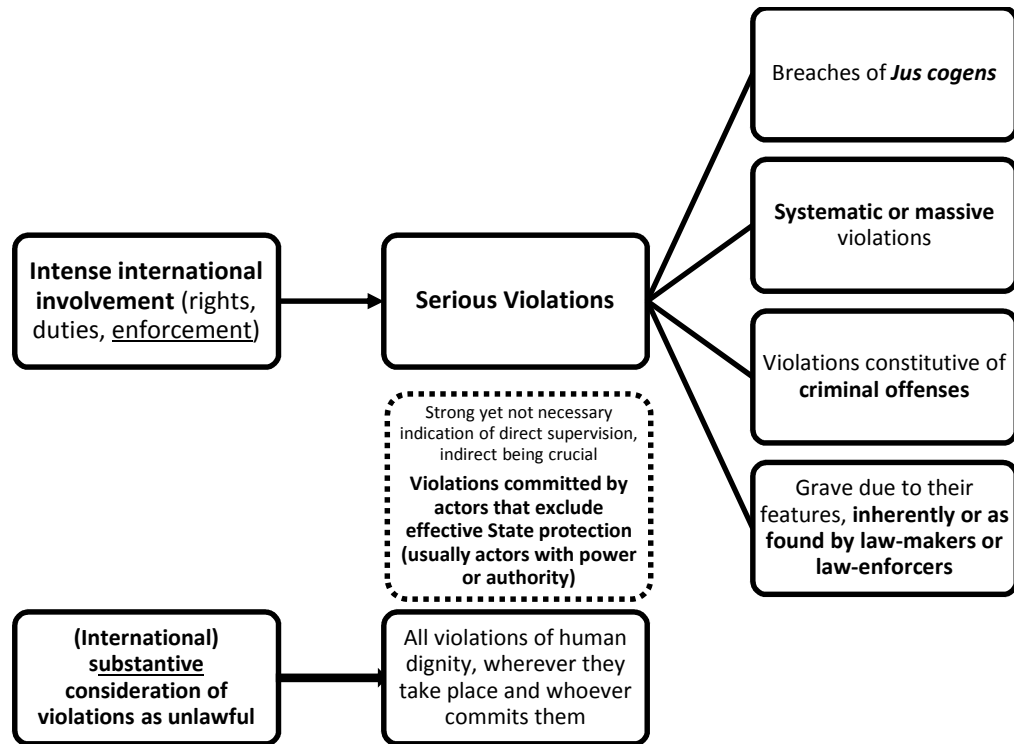 Intense international
involvement (rights,
duties, enforcement)
Serious Violations
Breaches of Jus cogens
Systematic or massive
violations
Violations constitutive of
criminal offenses
Grave due to their
features, inherently or as
found by law-makers or
law-enforcers
Strong yet not necessary
indication of direct supervision,
indirect being crucial
Violations committed by
actors that exclude
effective State protection
(usually actors with power
or authority)
(International)
substantive
consideration of
violations as unlawful
All violations of human
dignity, wherever they
take place and whoever
commits them